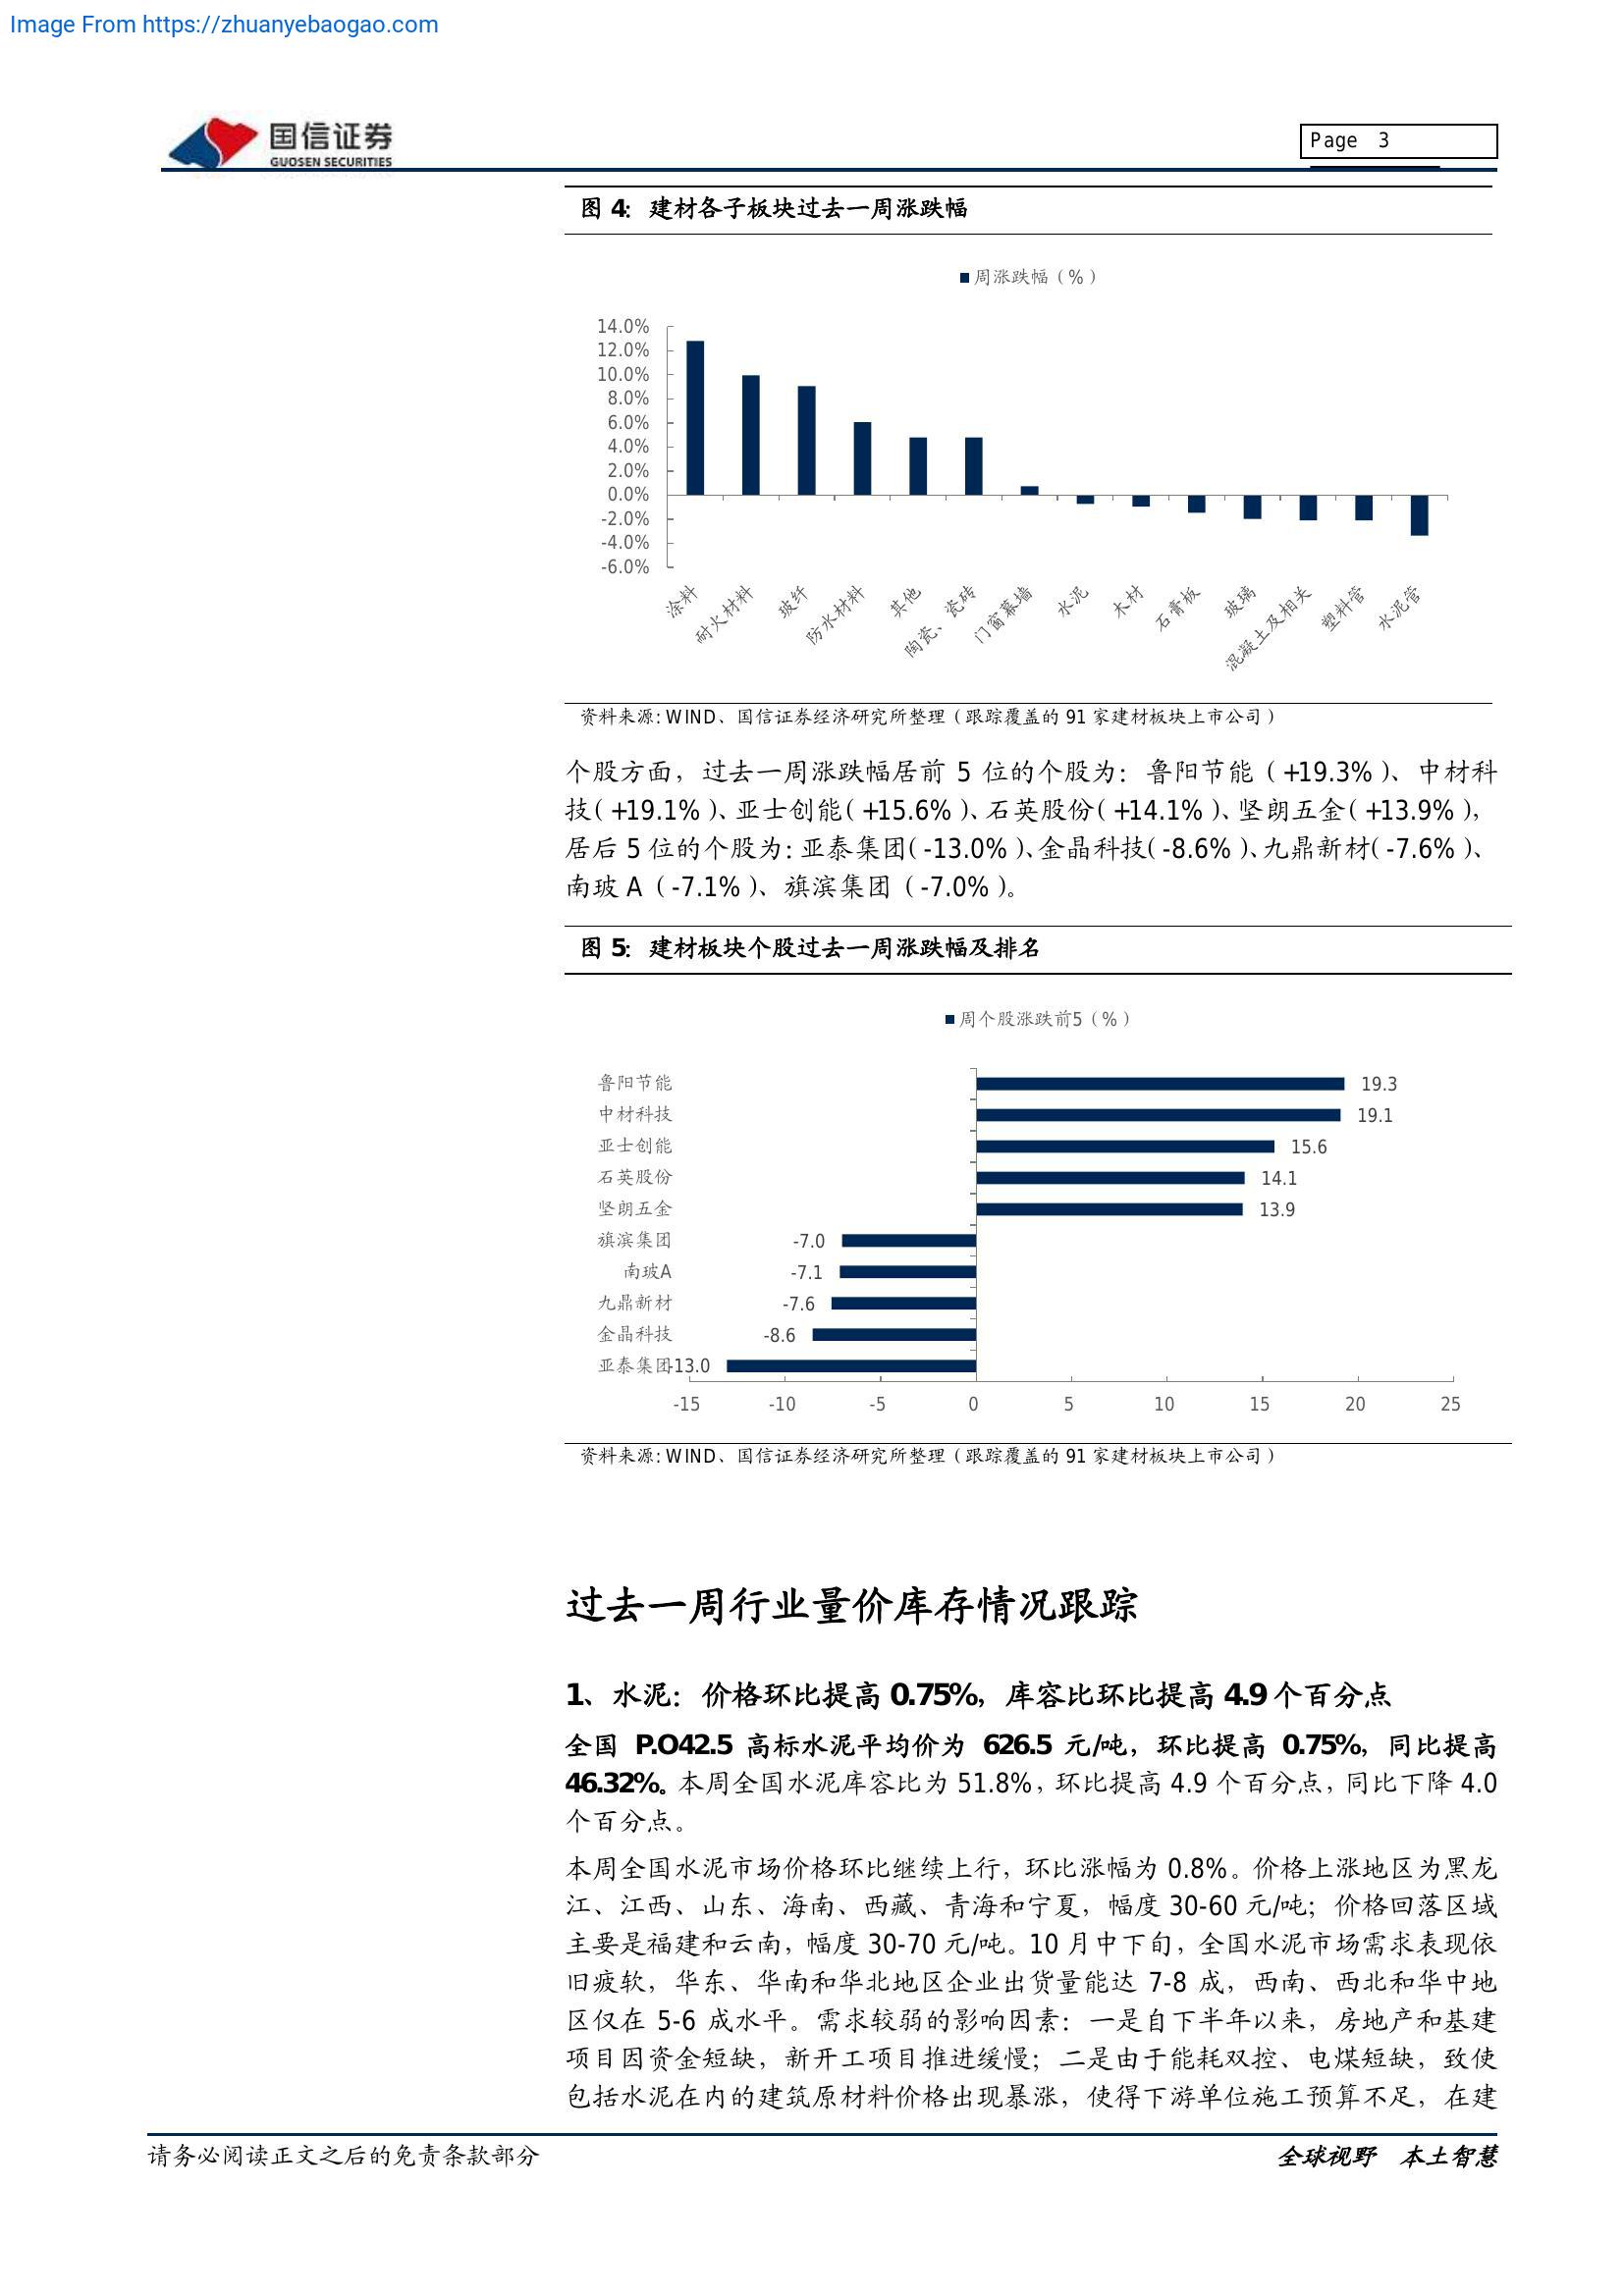 Image From https://zhuanyebaogao.com
国信证券
GUOSEN SECURITIES
Page 3
图 4：建材各子板块过去一周涨跌幅
周涨跌幅（%）
14.0%
12.0%
10.0%
8.0%
6.0%
4.0%
2.0%
0.0%
-2.0%
-4.0%
-6.0%
涂料
耐火材料
玻纤
防水材料
其他
陶瓷、瓷砖
门窗幕墙
水泥
木材
石膏板
玻璃
混凝土及相关
塑料管
水泥管
资料来源：WIND、国信证券经济研究所整理（跟踪覆盖的 91 家建材板块上市公司）
个股方面，过去一周涨跌幅居前 5 位的个股为：鲁阳节能（+19.3%）、中材科
技（+19.1%）、亚士创能（+15.6%）、石英股份（+14.1%）、坚朗五金（+13.9%），
居后 5 位的个股为：亚泰集团（-13.0%）、金晶科技（-8.6%）、九鼎新材（-7.6%）、
南玻 A（-7.1%）、旗滨集团（-7.0%）。
图 5：建材板块个股过去一周涨跌幅及排名
周个股涨跌前5（%）
鲁阳节能 19.3
中材科技 19.1
亚士创能 15.6
石英股份 14.1
坚朗五金 13.9
旗滨集团 -7.0
南玻A -7.1
九鼎新材 -7.6
金晶科技 -8.6
亚泰集团 -13.0
-15 -10 -5 0 5 10 15 20 25
资料来源：WIND、国信证券经济研究所整理（跟踪覆盖的 91 家建材板块上市公司）
过去一周行业量价库存情况跟踪
1、水泥：价格环比提高 0.75%，库容比环比提高 4.9 个百分点
全国 P.O42.5 高标水泥平均价为 626.5 元/吨，环比提高 0.75%，同比提高
46.32%。本周全国水泥库容比为 51.8%，环比提高 4.9 个百分点，同比下降 4.0
个百分点。
本周全国水泥市场价格环比继续上行，环比涨幅为 0.8%。价格上涨地区为黑龙
江、江西、山东、海南、西藏、青海和宁夏，幅度 30-60 元/吨；价格回落区域
主要是福建和云南，幅度 30-70 元/吨。10 月中下旬，全国水泥市场需求表现依
旧疲软，华东、华南和华北地区企业出货量能达 7-8 成，西南、西北和华中地
区仅在 5-6 成水平。需求较弱的影响因素：一是自下半年以来，房地产和基建
项目因资金短缺，新开工项目推进缓慢；二是由于能耗双控、电煤短缺，致使
包括水泥在内的建筑原材料价格出现暴涨，使得下游单位施工预算不足，在建
请务必阅读正文之后的免责条款部分
全球视野 本土智慧